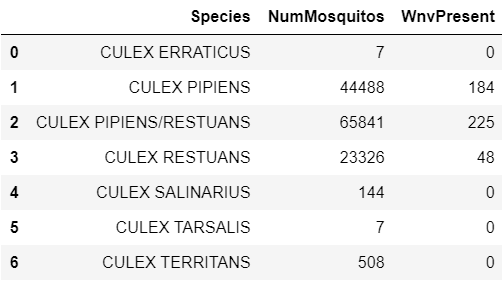 Species NumMosquitos WnvPresent
0 CULEX ERRATICUS 7 0
1 CULEX PIPIENS 44488 184
2 CULEX PIPIENS/RESTUANS 65841 225
3 CULEX RESTUANS 23326 48
4 CULEX SALINARIUS 144 0
5 CULEX TARSALIS 7 0
6 CULEX TERRITANS 508 0